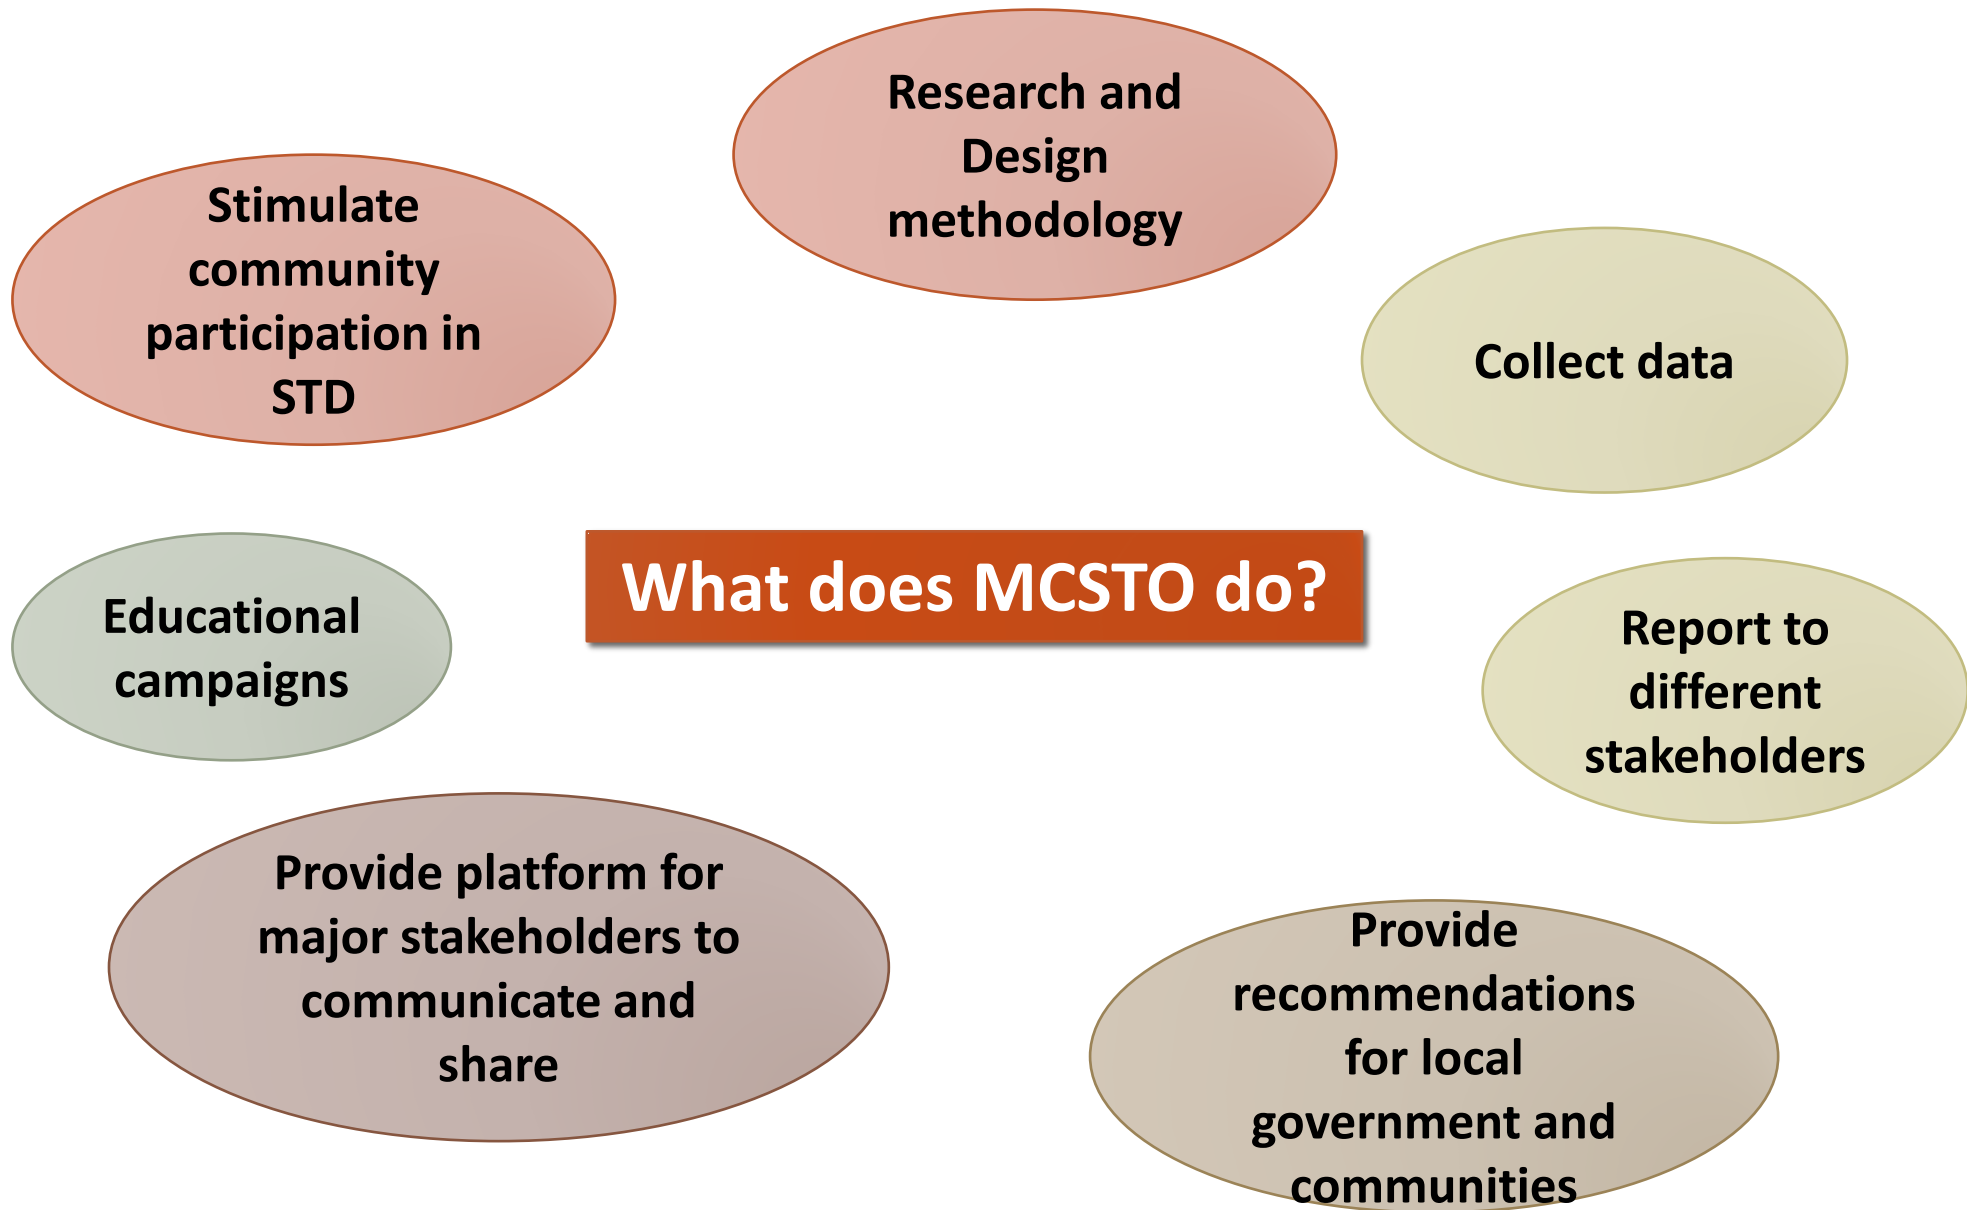 Research and
Design
methodology
Stimulate
community
participation in
STD
Collect data
What does MCSTO do?
Educational
campaigns
Report to
different
stakeholders
Provide platform for
major stakeholders to
communicate and
share
Provide
recommendations
for local
government and
communities